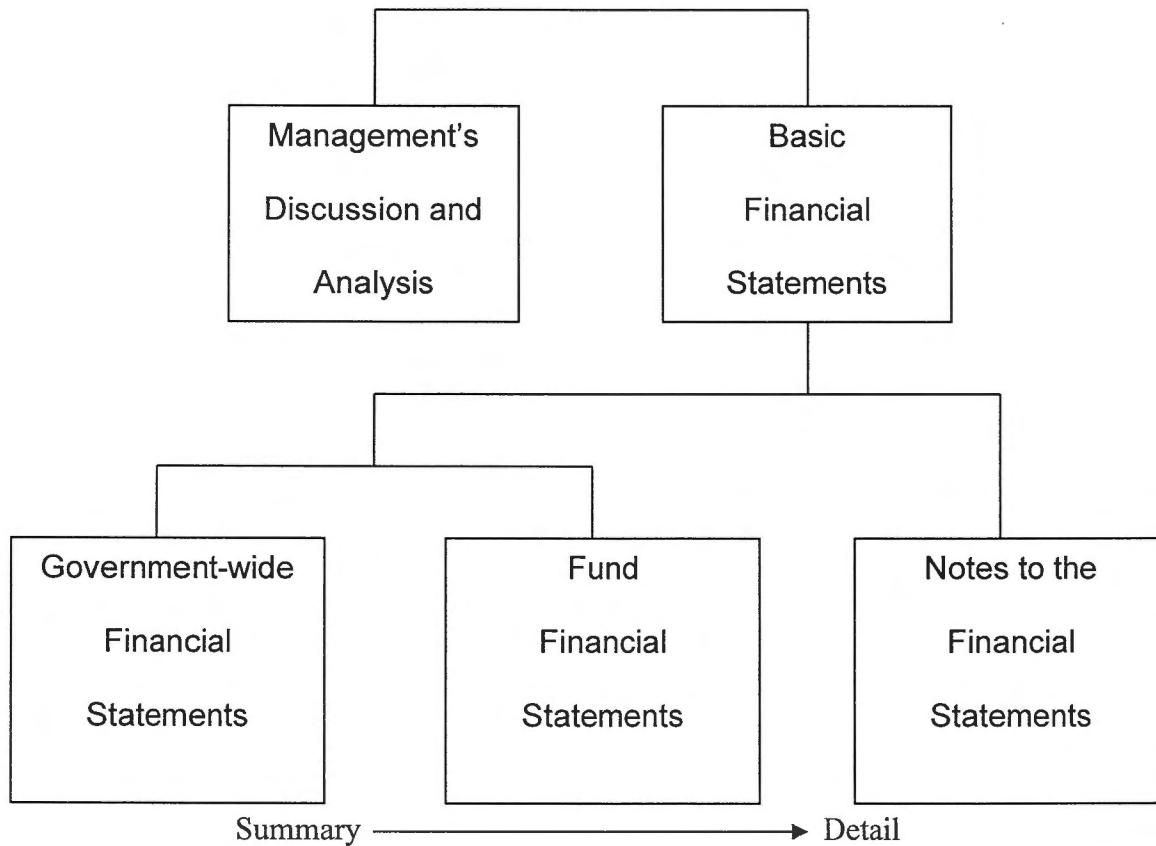 Management's
Discussion and
Analysis
Basic
Financial
Statements
Government-wide
Financial
Statements
Fund
Financial
Statements
Notes to the
Financial
Statements
Summary
Detail